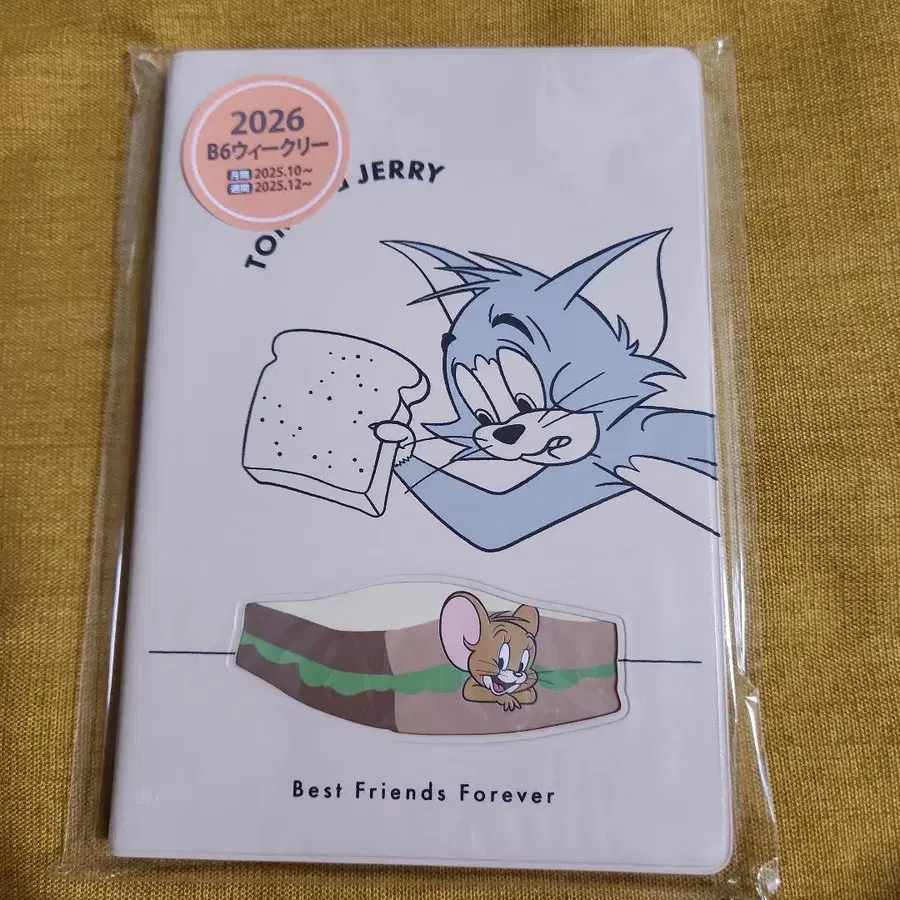 2026
B6ウィークリー
月間 2025.10～
週間 2025.12～
JERRY
Best Friends Forever